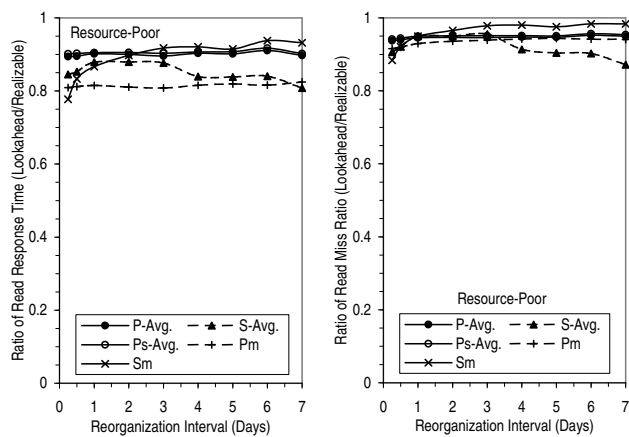 Resource-Poor
Ratio of Read Response Time (Lookahead/Realizable)
1
0.8
0.6
0.4
0.2
0
P-Avg.
S-Avg.
Ps-Avg.
Pm
Sm
0 1 2 3 4 5 6 7
Reorganization Interval (Days)
Ratio of Read Miss Ratio (Lookahead/Realizable)
1
0.8
0.6
0.4
0.2
0
Resource-Poor
P-Avg.
S-Avg.
Ps-Avg.
Pm
Sm
0 1 2 3 4 5 6 7
Reorganization Interval (Days)